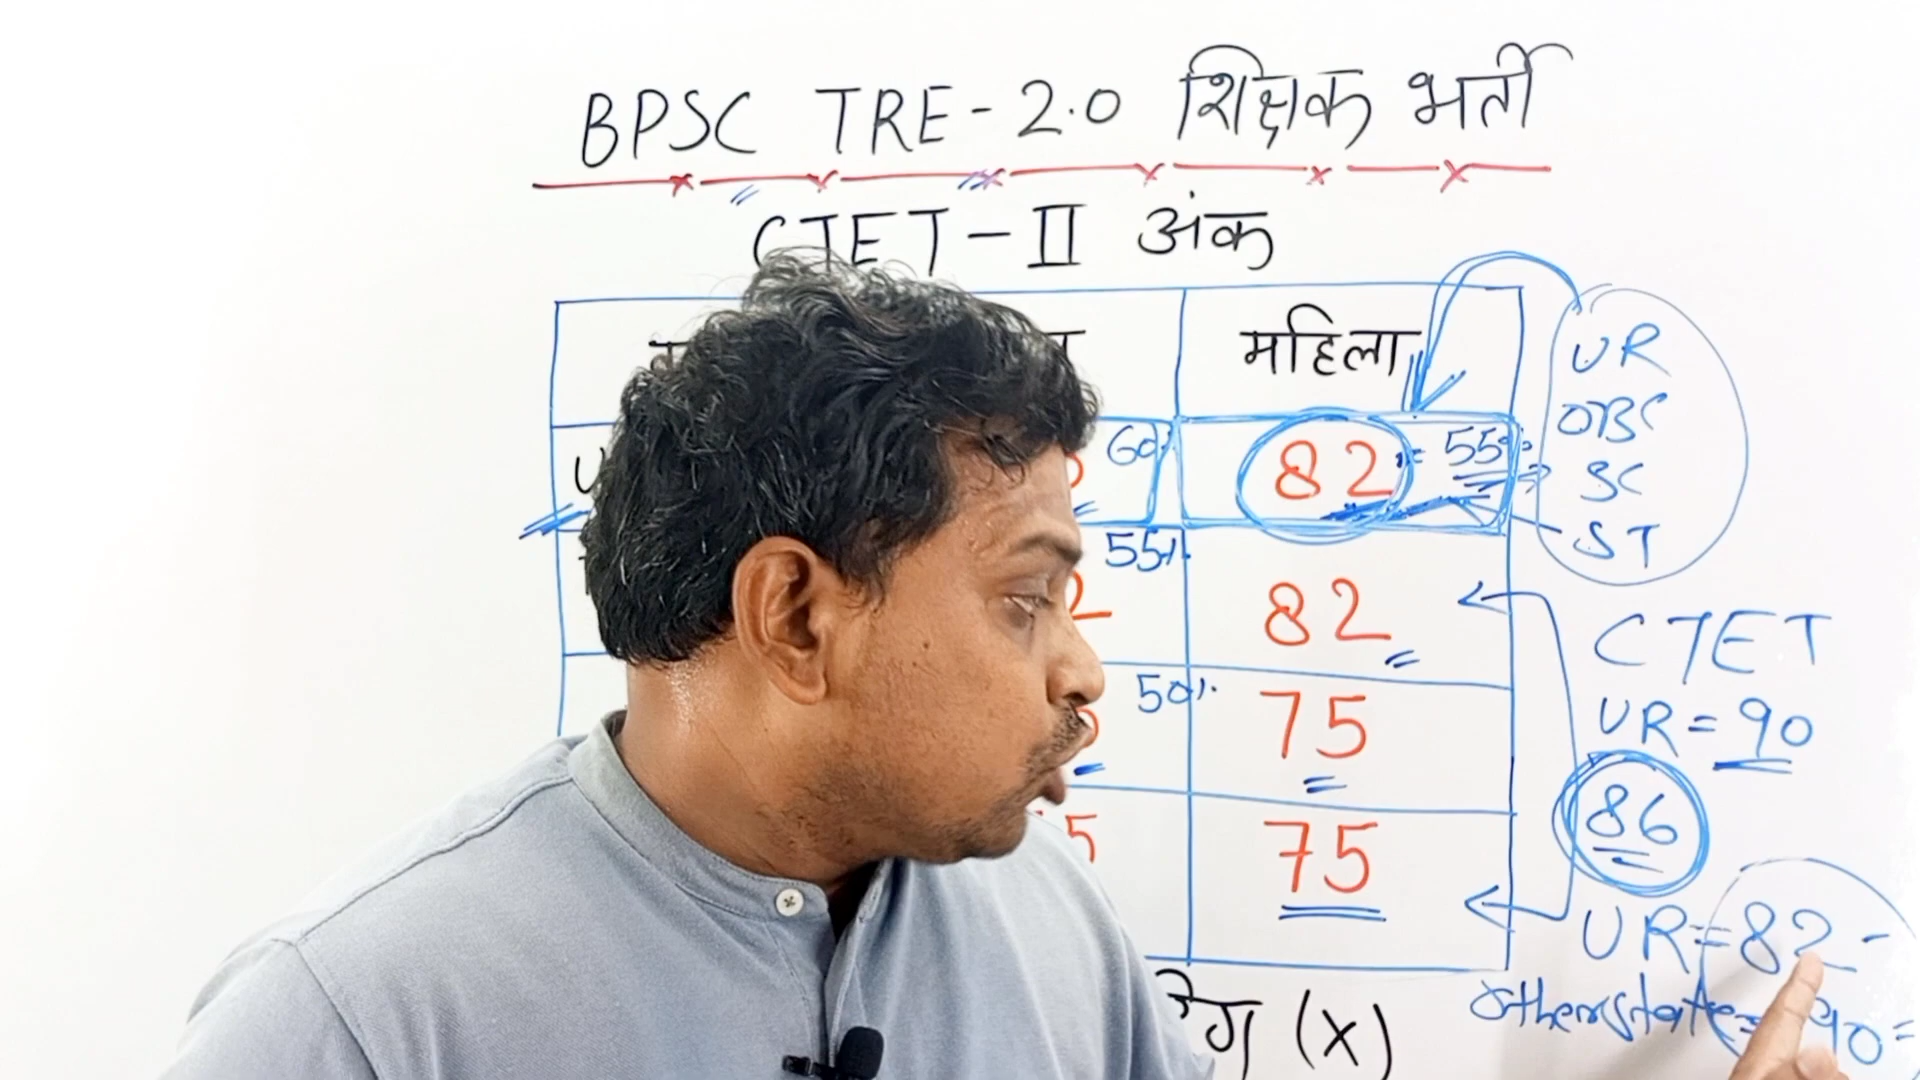 BPSC TRE-2.0 शिक्षक भर्ती
CTET-II अंक
महिला
60%
82 = 55%
55%
82
50%
75
75
(x)
UR
OBC
SC
ST
CTET
UR = 90
86
UR = 82 -
Other state = 90 =